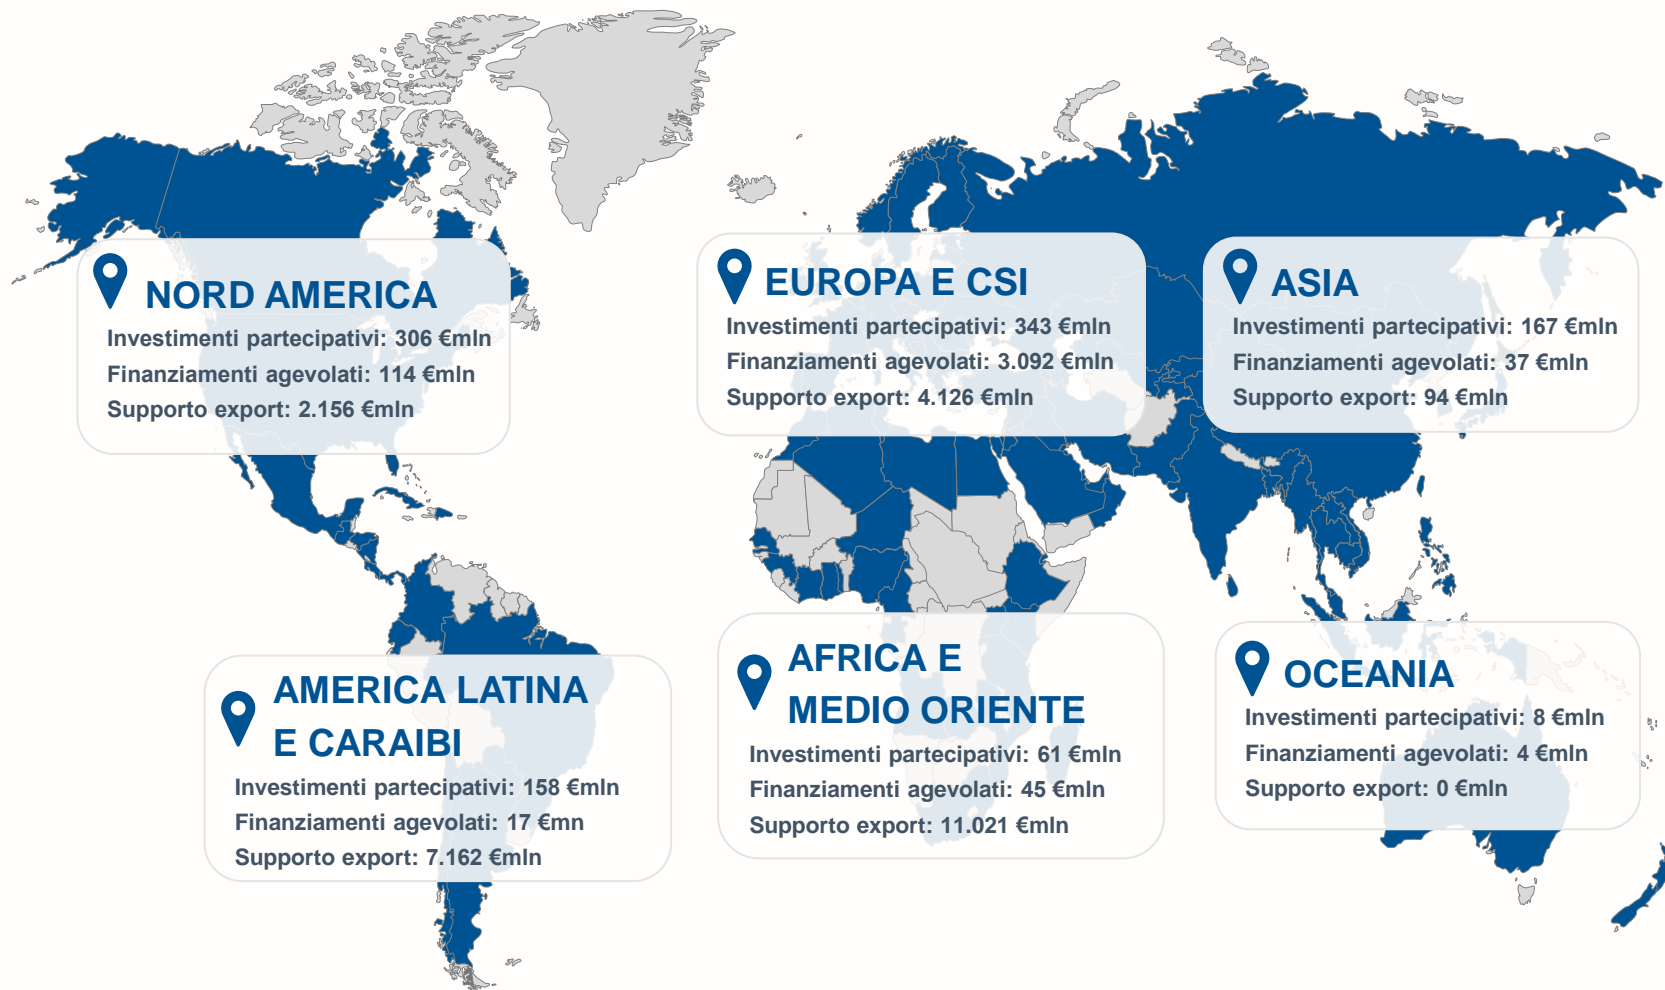 NORD AMERICA
Investimenti partecipativi: 306 €mln
Finanziamenti agevolati: 114 €mln
Supporto export: 2.156 €mln
EUROPA E CSI
Investimenti partecipativi: 343 €mln
Finanziamenti agevolati: 3.092 €mln
Supporto export: 4.126 €mln
ASIA
Investimenti partecipativi: 167 €mln
Finanziamenti agevolati: 37 €mln
Supporto export: 94 €mln
AMERICA LATINA
E CARAIBI
Investimenti partecipativi: 158 €mln
Finanziamenti agevolati: 17 €mn
Supporto export: 7.162 €mln
AFRICA E
MEDIO ORIENTE
Investimenti partecipativi: 61 €mln
Finanziamenti agevolati: 45 €mln
Supporto export: 11.021 €mln
OCEANIA
Investimenti partecipativi: 8 €mln
Finanziamenti agevolati: 4 €mln
Supporto export: 0 €mln